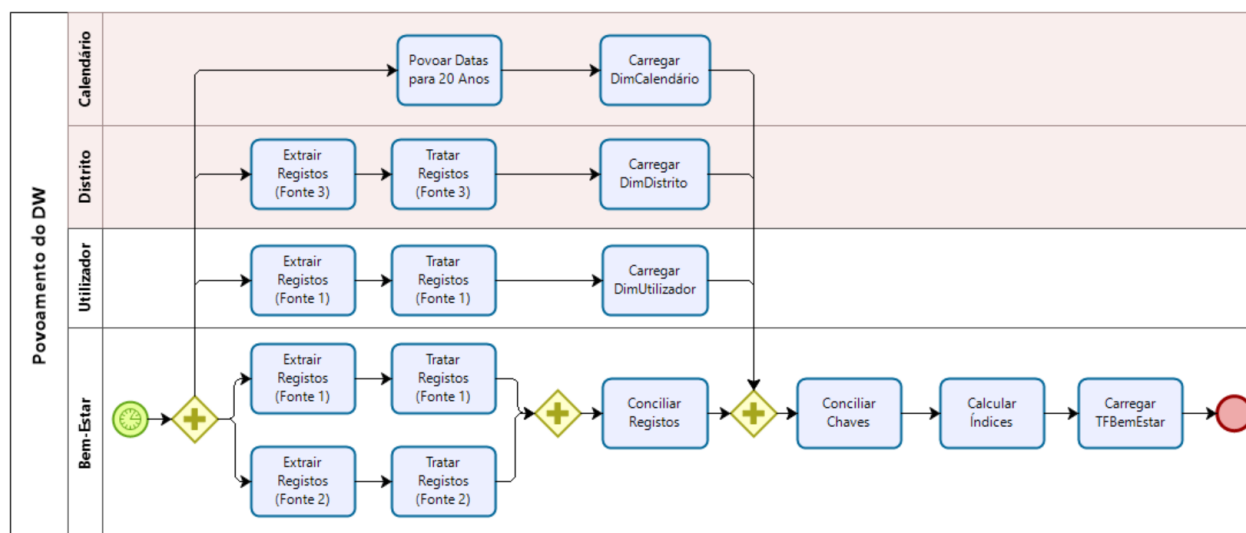 Povoamento do DW
Calendário
Povoar Datas
para 20 Anos
Carregar
DimCalendário
Distrito
Extrair
Registos
(Fonte 3)
Tratar
Registos
(Fonte 3)
Carregar
DimDistrito
Utilizador
Extrair
Registos
(Fonte 1)
Tratar
Registos
(Fonte 1)
Carregar
DimUtilizador
Bem-Estar
Extrair
Registos
(Fonte 1)
Tratar
Registos
(Fonte 1)
Extrair
Registos
(Fonte 2)
Tratar
Registos
(Fonte 2)
Conciliar
Registos
Conciliar
Chaves
Calcular
Índices
Carregar
TFBemEstar